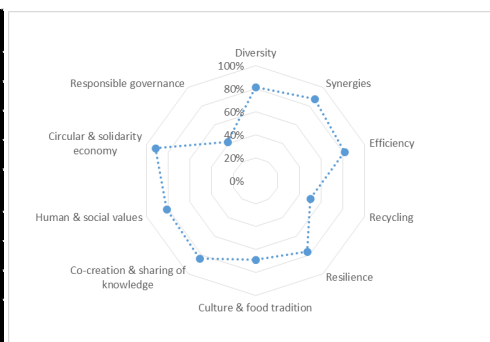 Diversity
100%
Responsible governance
Synergies
80%
60%
Circular & solidarity
economy
Efficiency
40%
20%
0%
Human & social values
Recycling
Co-creation & sharing of
knowledge
Resilience
Culture & food tradition